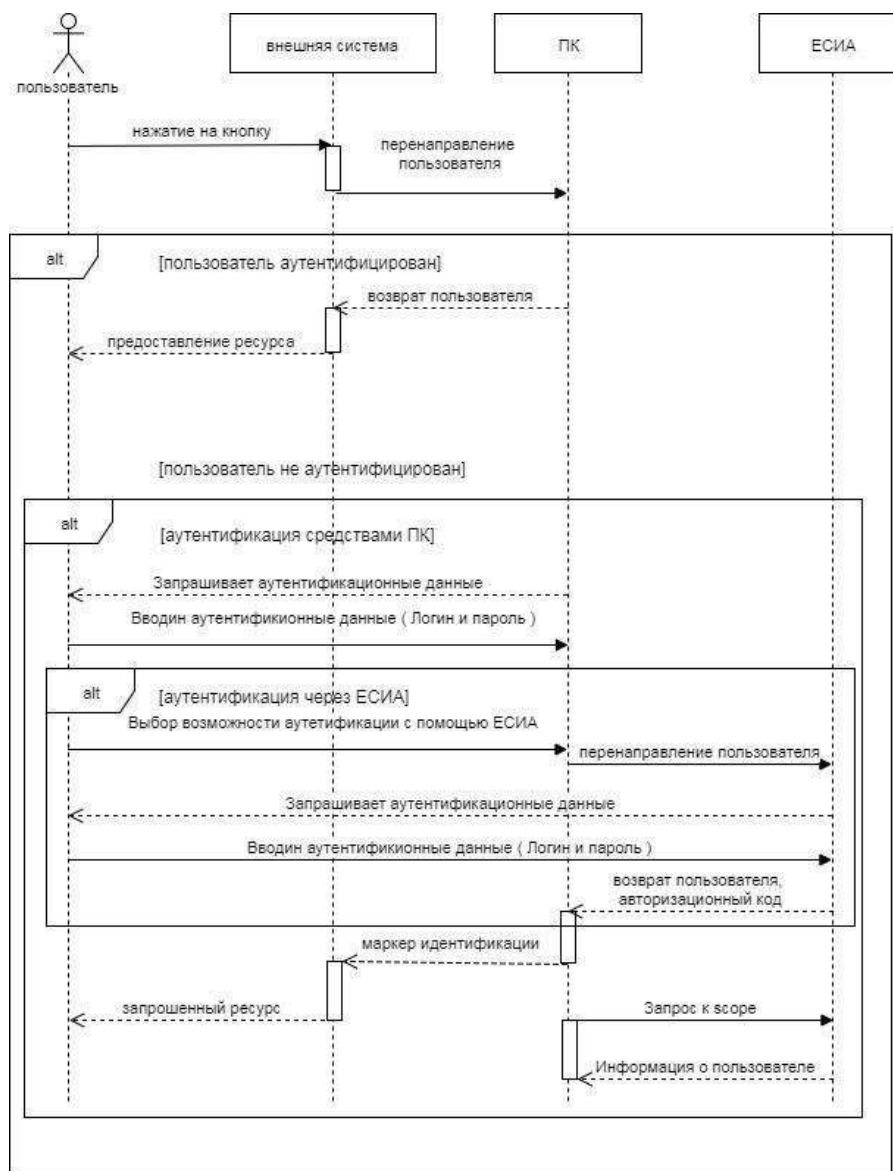 внешняя система
ПК
ЕСИА
пользователь
нажатие на кнопку
перенаправление
пользователя
alt
[пользователь аутентифицирован]
возврат пользователя
предоставление ресурса
[пользователь не аутентифицирован]
alt
[аутентификация средствами ПК]
Запрашивает аутентификационные данные
Вводин аутентификионные данные ( Логин и пароль )
alt
[аутентификация через ЕСИА]
Выбор возможности аутетификации с помощью ЕСИА
перенаправление пользователя
Запрашивает аутентификационные данные
Вводин аутентификионные данные ( Логин и пароль )
возврат пользователя,
авторизационный код
маркер идентификации
запрошенный ресурс
Запрос к scope
Информация о пользователе